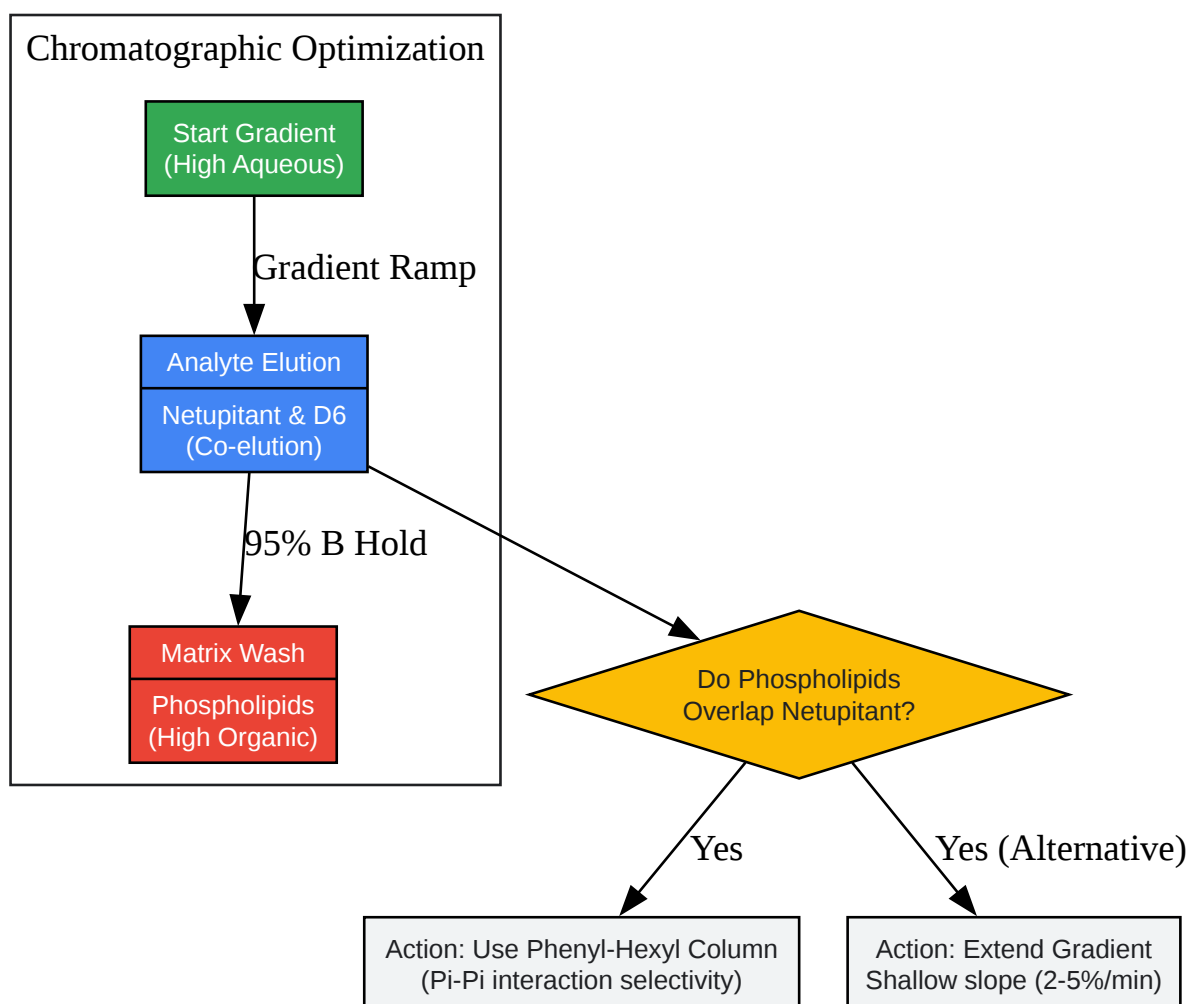 Chromatographic Optimization
Start Gradient
(High Aqueous)
Gradient Ramp
Analyte Elution
Netupitant & D6
(Co-elution)
95% B Hold
Matrix Wash
Phospholipids
(High Organic)
Do Phospholipids
Overlap Netupitant?
Yes
Yes (Alternative)
Action: Use Phenyl-Hexyl Column
(Pi-Pi interaction selectivity)
Action: Extend Gradient
Shallow slope (2-5%/min)